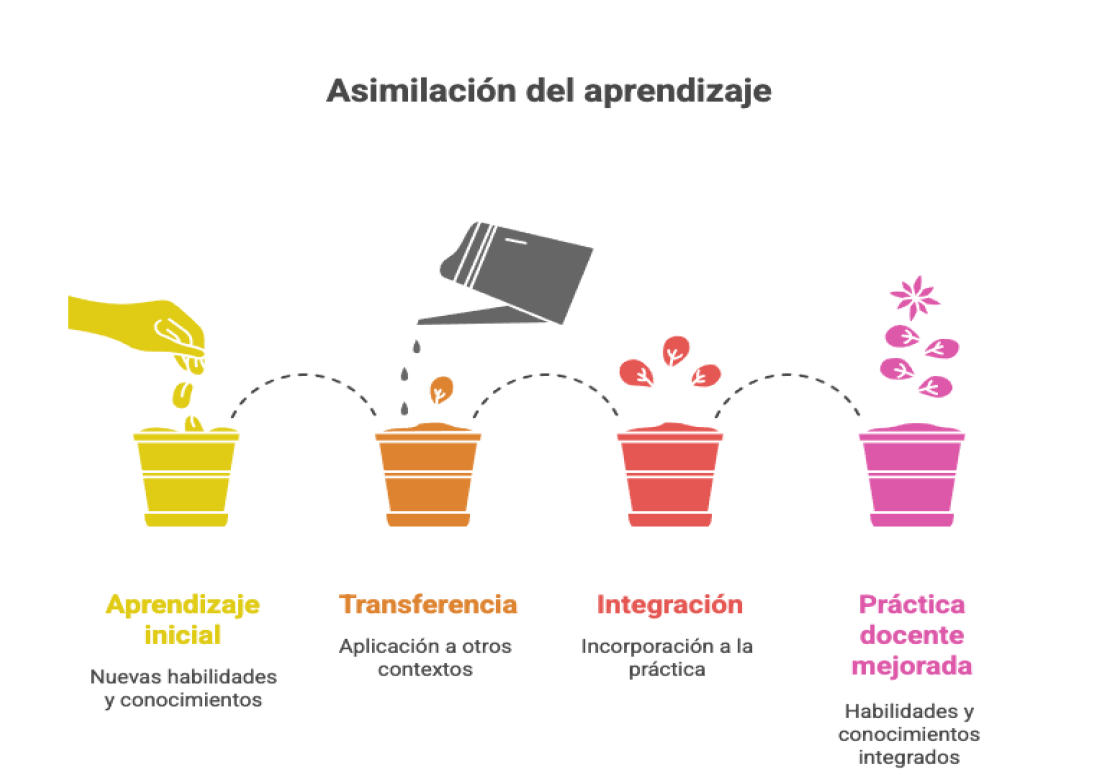 Asimilación del aprendizaje
Aprendizaje
inicial
Nuevas habilidades
y conocimientos
Transferencia
Aplicación a otros
contextos
Integración
Incorporación a la
práctica
Práctica
docente
mejorada
Habilidades y
conocimientos
integrados